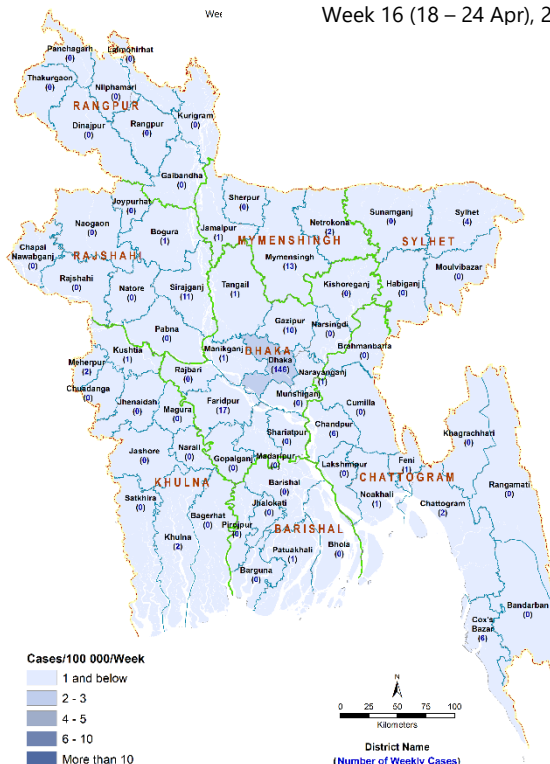 Week 16 (18 – 24 Apr), 2
Panchagarh
(0)
Lalmonirhat
(0)
Thakurgaon
(0)
Nilphamari
(0)
RANGPUR
Kurigram
(0)
Dinajpur
(0)
Rangpur
(0)
Gaibandha
(0)
Joypurhat
(0)
Sherpur
(0)
Naogaon
(0)
Bogura
(1)
Jamalpur
(1)
Netrokona
(2)
Sunamganj
(0)
Sylhet
(4)
MYMENSINGH
SYLHET
Chapai
Nawabganj
(0)
RAJSHAHI
Mymensingh
(13)
Moulvibazar
(0)
Rajshahi
(0)
Natore
(0)
Sirajganj
(11)
Tangail
(1)
Kishoreganj
(0)
Habiganj
(0)
Pabna
(0)
Gazipur
(10)
Narsingdi
(0)
Brahmanbaria
(0)
Kushtia
(1)
Manikganj
(1)
DHAKA
Dhaka
(146)
Meherpur
(2)
Rajbari
(0)
Narayanganj
(1)
Chuadanga
(0)
Munshiganj
(0)
Jhenaidah
(0)
Magura
(0)
Faridpur
(17)
Cumilla
(0)
Chandpur
(6)
Shariatpur
(0)
Khagrachhari
(0)
Jashore
(0)
Narail
(0)
Gopalganj
(0)
Madaripur
(0)
Lakshmipur
(0)
Feni
(1)
KHULNA
CHATTOGRAM
Rangamati
(0)
Satkhira
(0)
Barishal
(0)
Noakhali
(1)
Chattogram
(2)
Bagerhat
(0)
Jhalokati
(0)
Pirojpur
(0)
BARISHAL
Khulna
(2)
Patuakhali
(1)
Bhola
(0)
Barguna
(0)
Bandarban
(0)
Cox's
Bazar
(6)
Cases/100 000/Week
1 and below
2 - 3
4 - 5
6 - 10
More than 10
N
0 25 50 75 100
Kilometers
District Name
(Number of Weekly Cases)